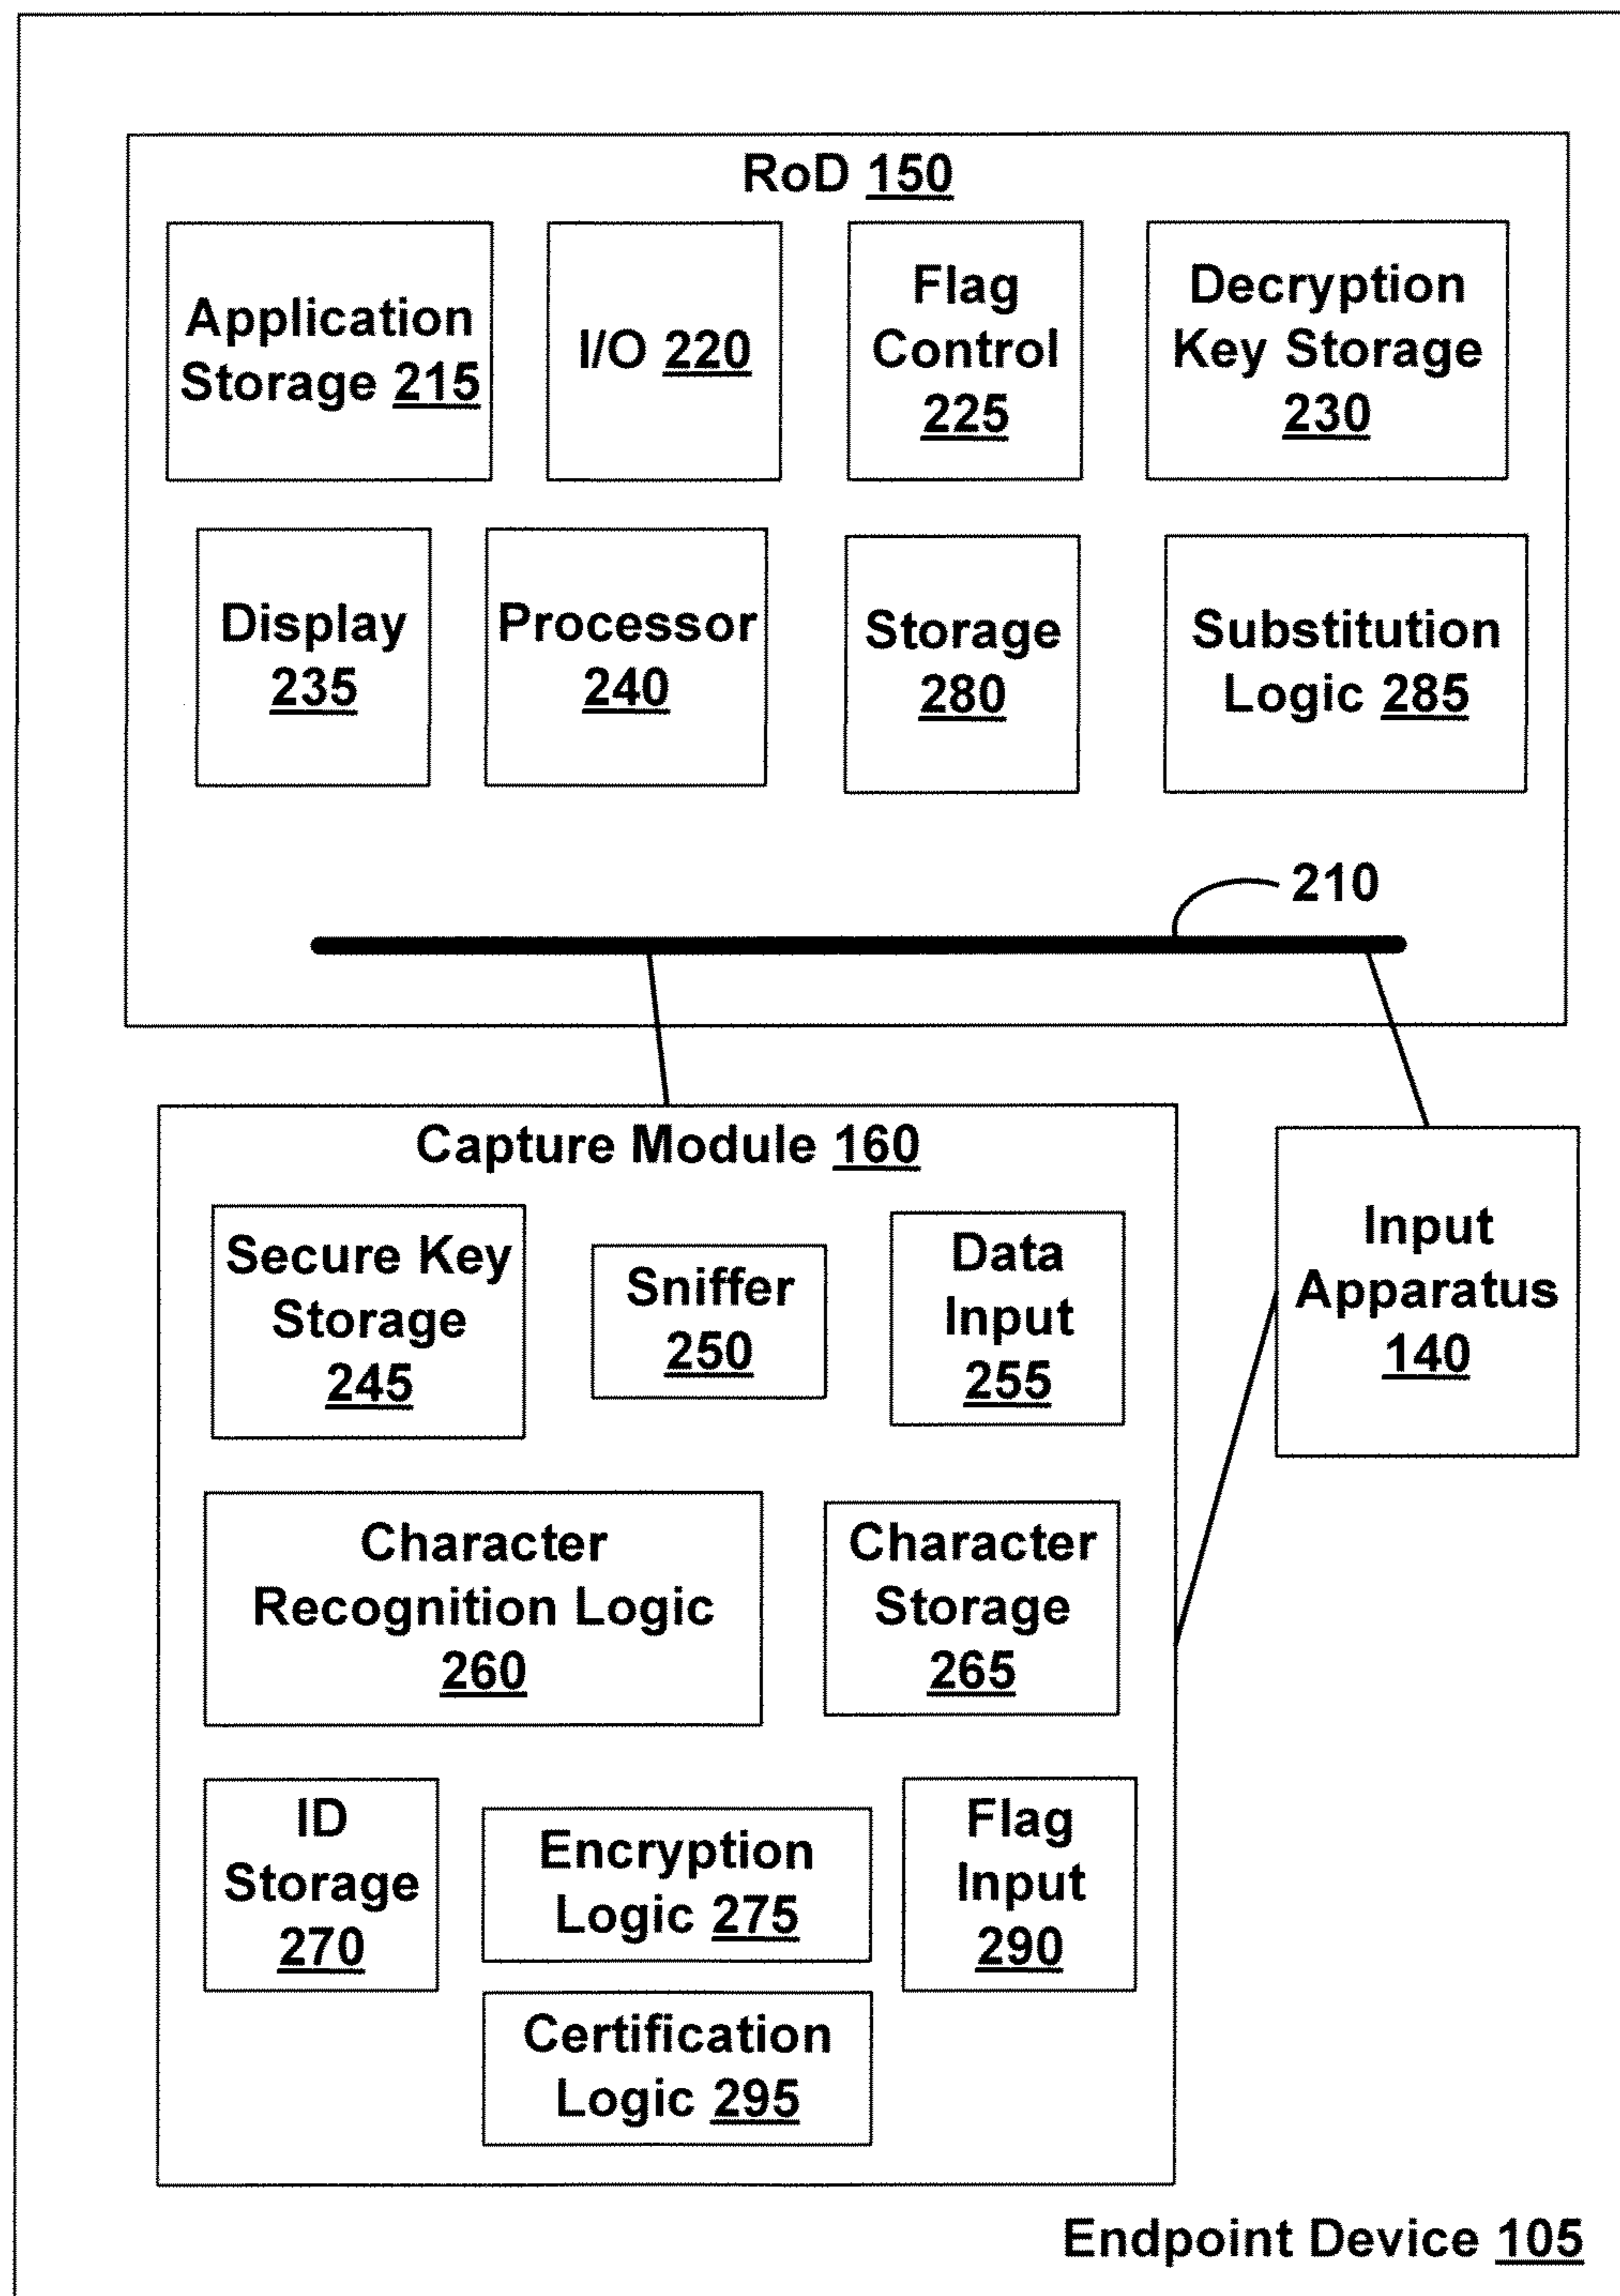 RoD 150
Application
Storage 215
I/O 220
Flag
Control
225
Decryption
Key Storage
230
Display
235
Processor
240
Storage
280
Substitution
Logic 285
210
Capture Module 160
Secure Key
Storage
245
Sniffer
250
Data
Input
255
Input
Apparatus
140
Character
Recognition Logic
260
Character
Storage
265
ID
Storage
270
Encryption
Logic 275
Flag
Input
290
Certification
Logic 295
Endpoint Device 105